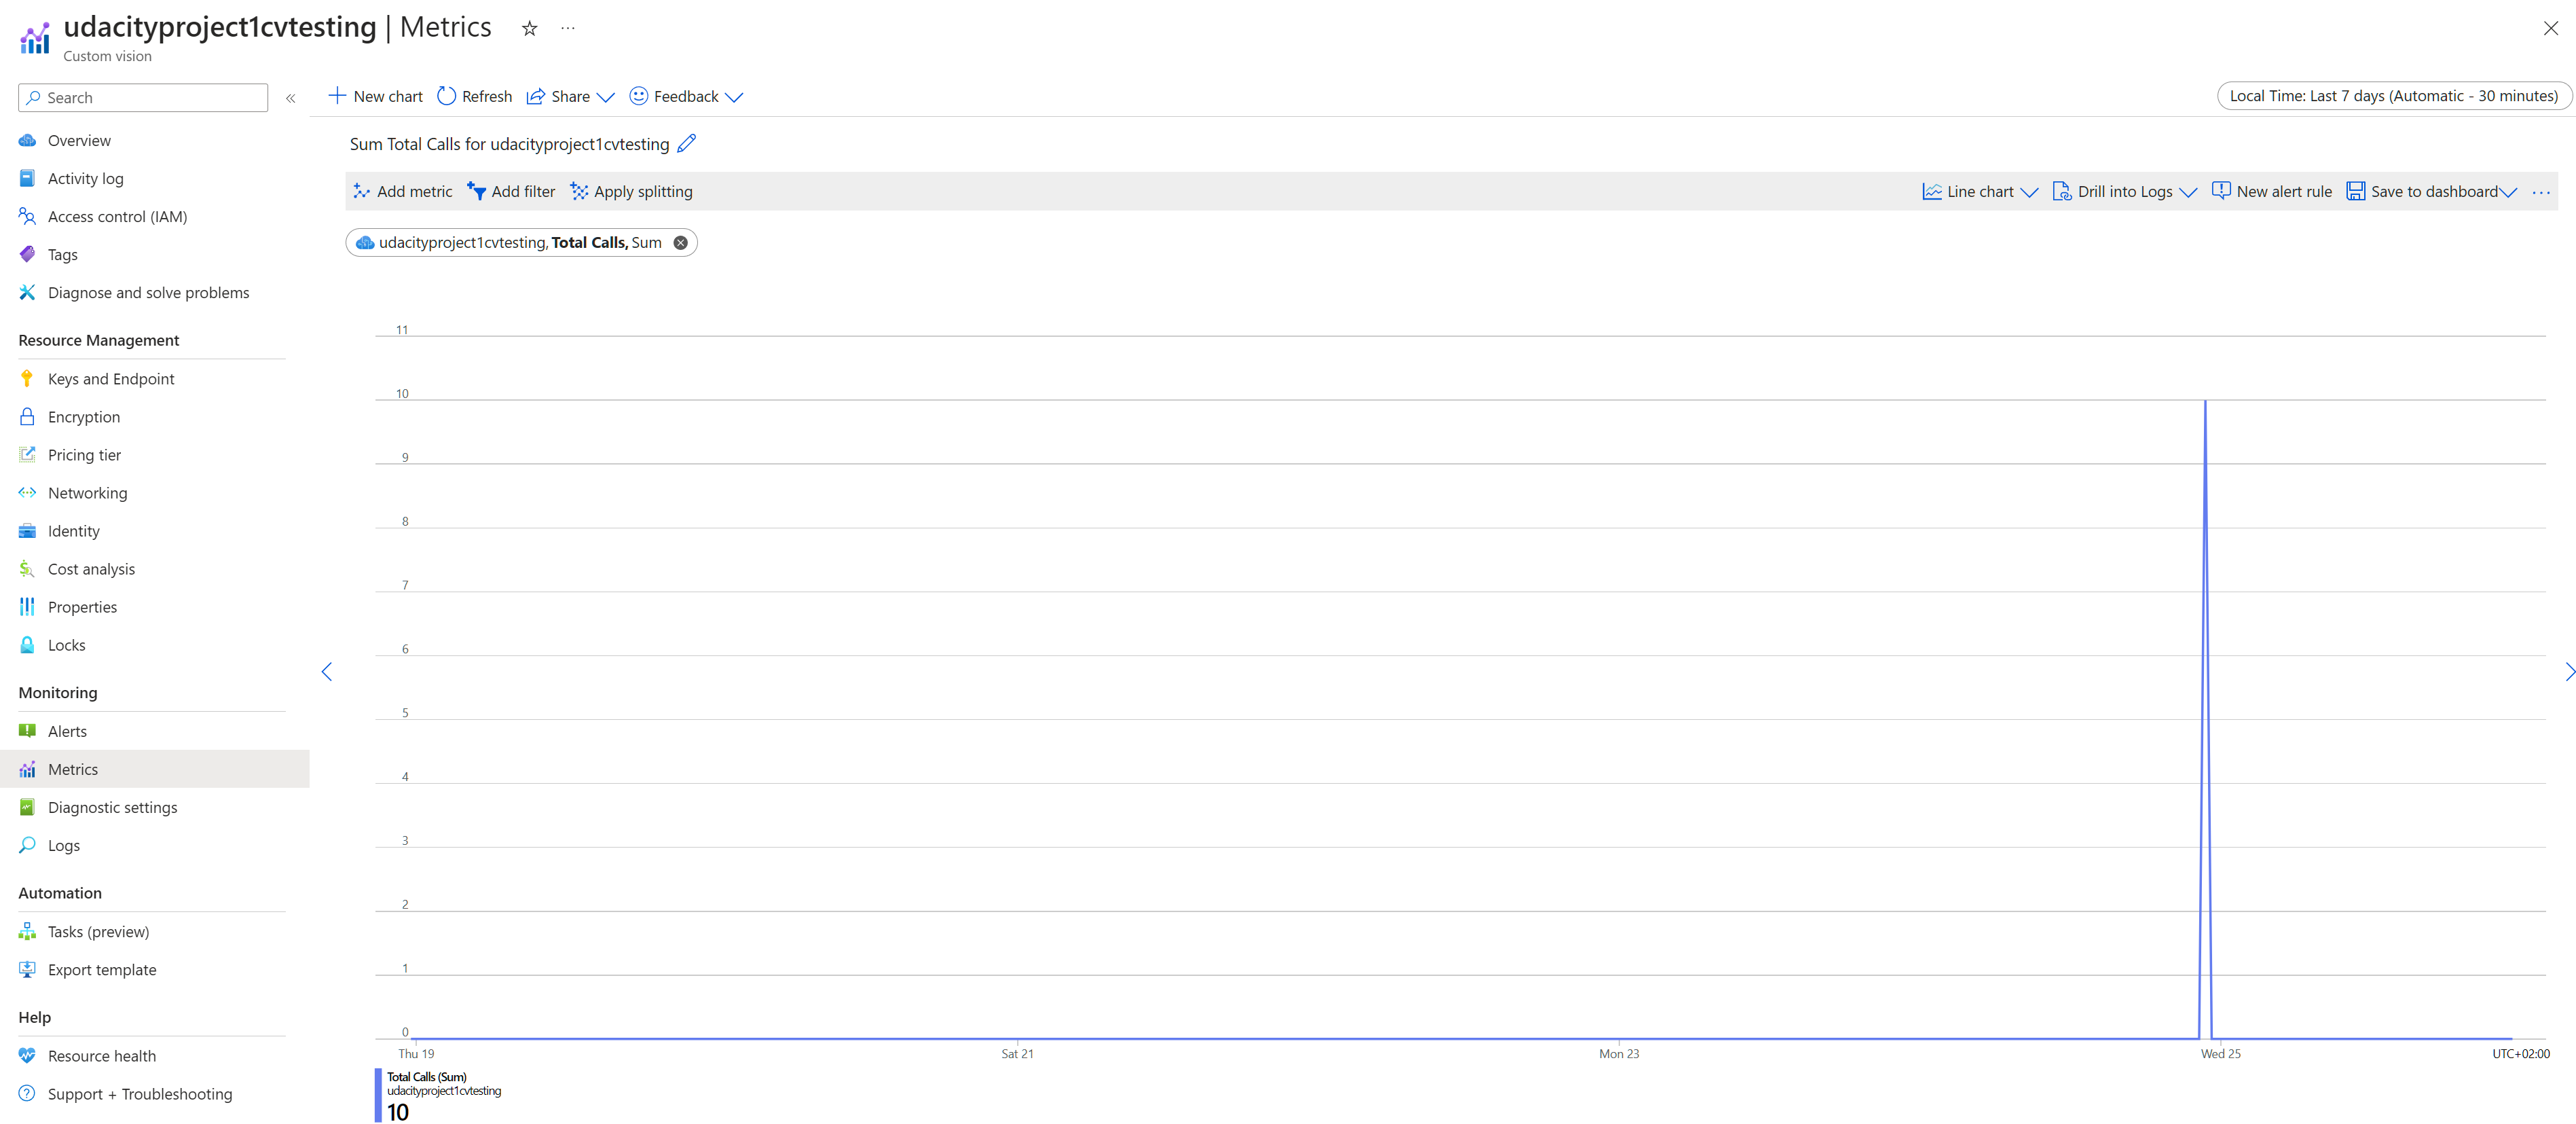 udacityproject1cvtesting | Metrics
Custom vision
Search
New chart Refresh Share Feedback
Local Time: Last 7 days (Automatic - 30 minutes)
Overview
Activity log
Access control (IAM)
Tags
Diagnose and solve problems
Resource Management
Keys and Endpoint
Encryption
Pricing tier
Networking
Identity
Cost analysis
Properties
Locks
Monitoring
Alerts
Metrics
Diagnostic settings
Logs
Automation
Tasks (preview)
Export template
Help
Resource health
Support + Troubleshooting
Sum Total Calls for udacityproject1cvtesting
Add metric Add filter Apply splitting
Line chart Drill into Logs New alert rule Save to dashboard
udacityproject1cvtesting, Total Calls, Sum
11
10
9
8
7
6
5
4
3
2
1
0
Thu 19 Sat 21 Mon 23 Wed 25 UTC+02:00
Total Calls (Sum)
udacityproject1cvtesting
10